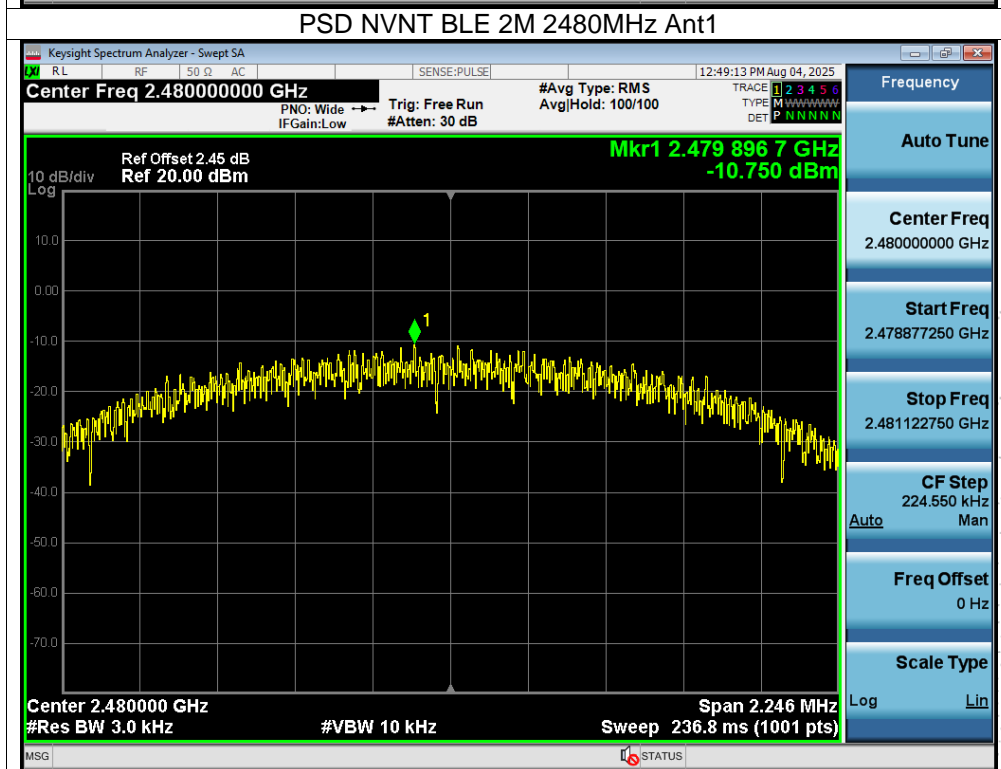 PSD NVNT BLE 2M 2480MHz Ant1
Keysight Spectrum Analyzer - Swept SA
LXI RL RF 50 Ω AC SENSE:PULSE 12:49:13 PM Aug 04, 2025
Center Freq 2.480000000 GHz
PNO: Wide
IFGain:Low
Trig: Free Run
#Atten: 30 dB
#Avg Type: RMS
Avg|Hold: 100/100
TRACE 1 2 3 4 5 6
TYPE M WWWWW
DET P N N N N N
Mkr1 2.479 896 7 GHz
-10.750 dBm
Ref Offset 2.45 dB
Ref 20.00 dBm
10 dB/div
Log
1
10.0
0.00
-10.0
-20.0
-30.0
-40.0
-50.0
-60.0
-70.0
Center 2.480000 GHz
Span 2.246 MHz
#Res BW 3.0 kHz
#VBW 10 kHz
Sweep 236.8 ms (1001 pts)
MSG
STATUS
Frequency
Auto Tune
Center Freq
2.480000000 GHz
Start Freq
2.478877250 GHz
Stop Freq
2.481122750 GHz
CF Step
224.550 kHz
Auto Man
Freq Offset
0 Hz
Scale Type
Log Lin